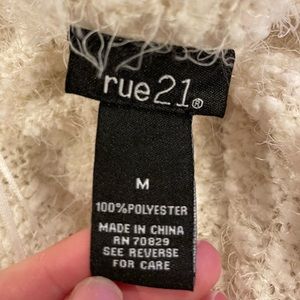 rue21®
M
100%POLYESTER
MADE IN CHINA
RN 70829
SEE REVERSE
FOR CARE